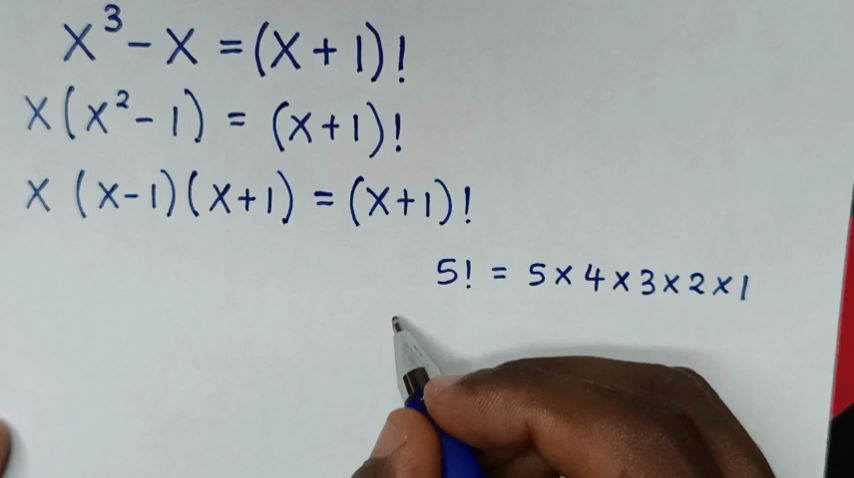 x³ - x = (x + 1)!
x(x² - 1) = (x + 1)!
x (x-1)(x+1) = (x+1)!
5! = 5 × 4 × 3 × 2 × 1